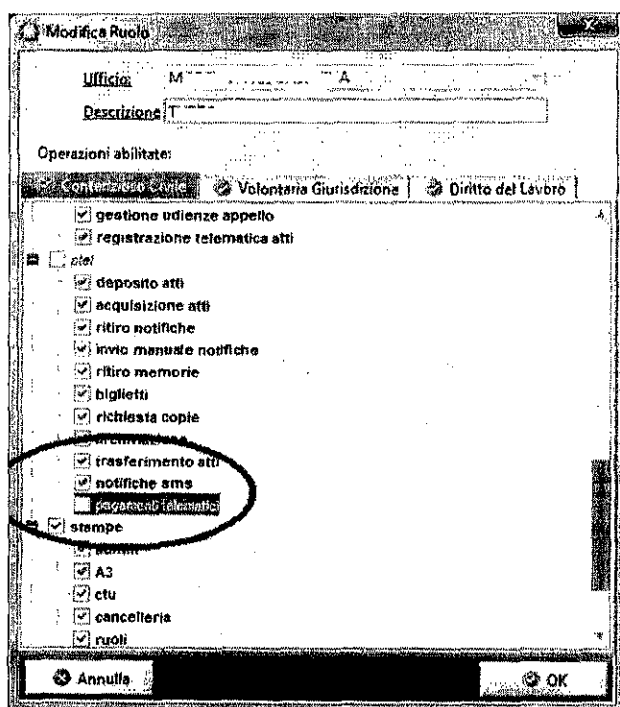 Modifica Ruolo
Ufficio:
Descrizione
Operazioni abilitate:
Contenzioso Civile Volontaria Giurisdizione Diritto del Lavoro
gestione udienze appello
registrazione telematica atti
deposito atti
acquisizione atti
ritiro notifiche
invio manuale notifiche
ritiro memorie
biglietti
richiesta copie
archiviazione
trasferimento atti
notifiche sms
pagamenti telematici
stampe
A3
ctu
cancelleria
ruoli
Annulla OK